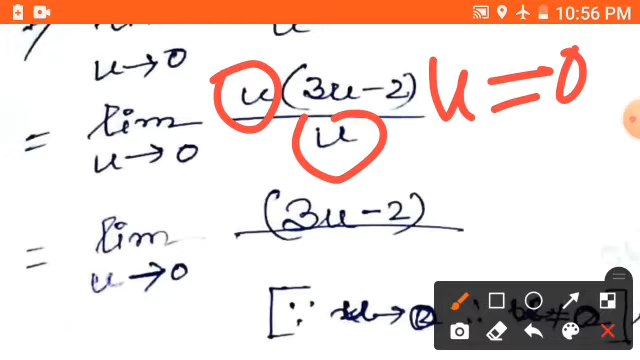 10:56 PM
u
u→0
= lim u→0 u(3u-2) / u
u=0
= lim u→0 (3u-2)
[∵ u→0 ∴ u≠0]